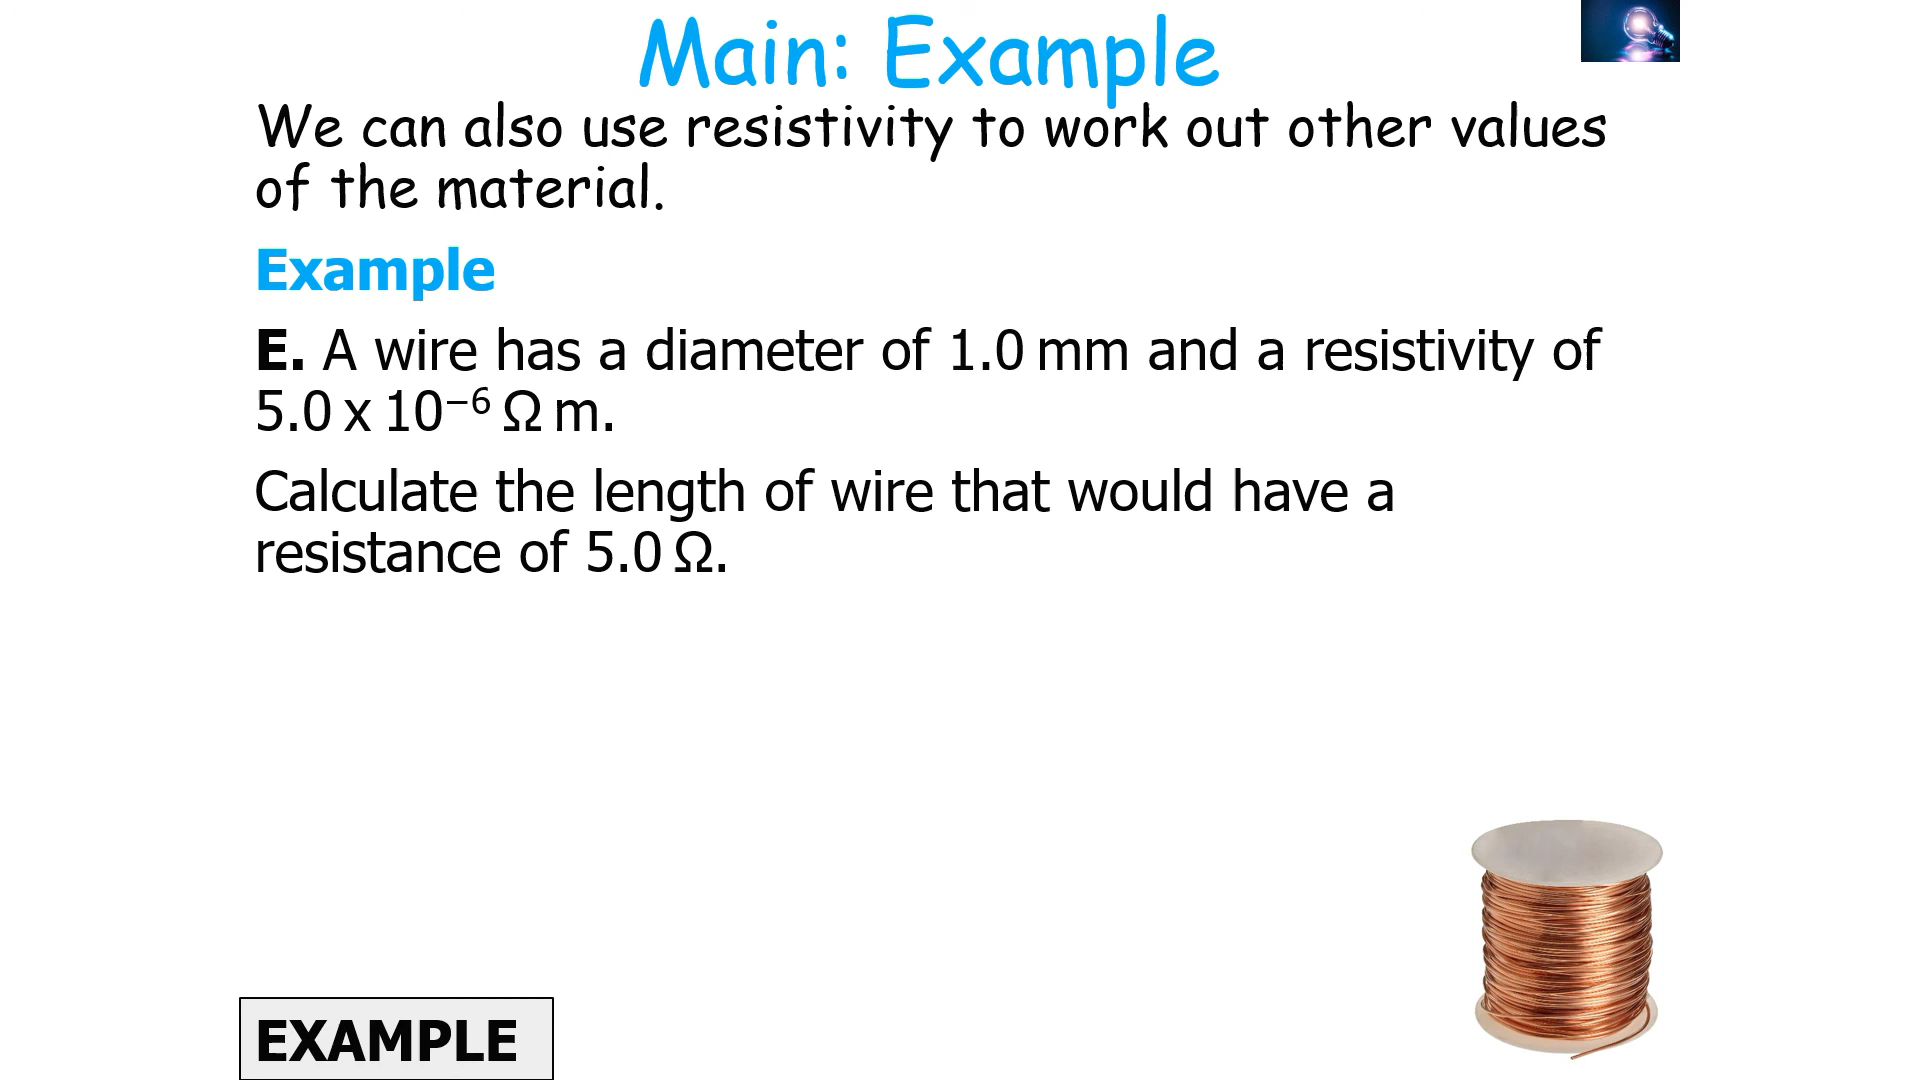 Main: Example
We can also use resistivity to work out other values
of the material.
Example
E. A wire has a diameter of 1.0 mm and a resistivity of
5.0 x 10⁻⁶ Ω m.
Calculate the length of wire that would have a
resistance of 5.0 Ω.
EXAMPLE